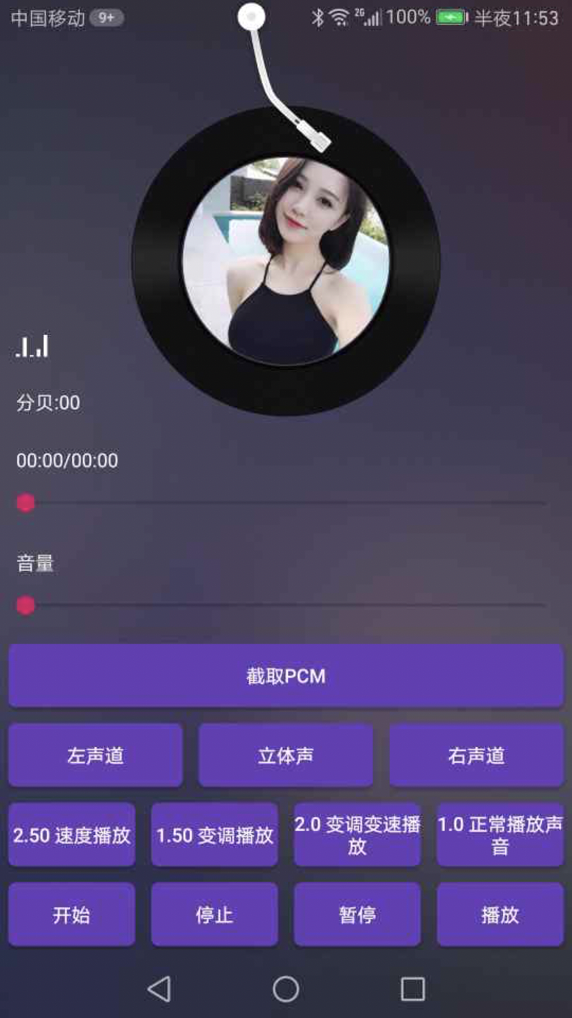 中国移动 9+ 2G 100% 半夜11:53
分贝:00
00:00/00:00
音量
截取PCM
左声道 立体声 右声道
2.50 速度播放 1.50 变调播放 2.0 变调变速播放 1.0 正常播放声音
开始 停止 暂停 播放